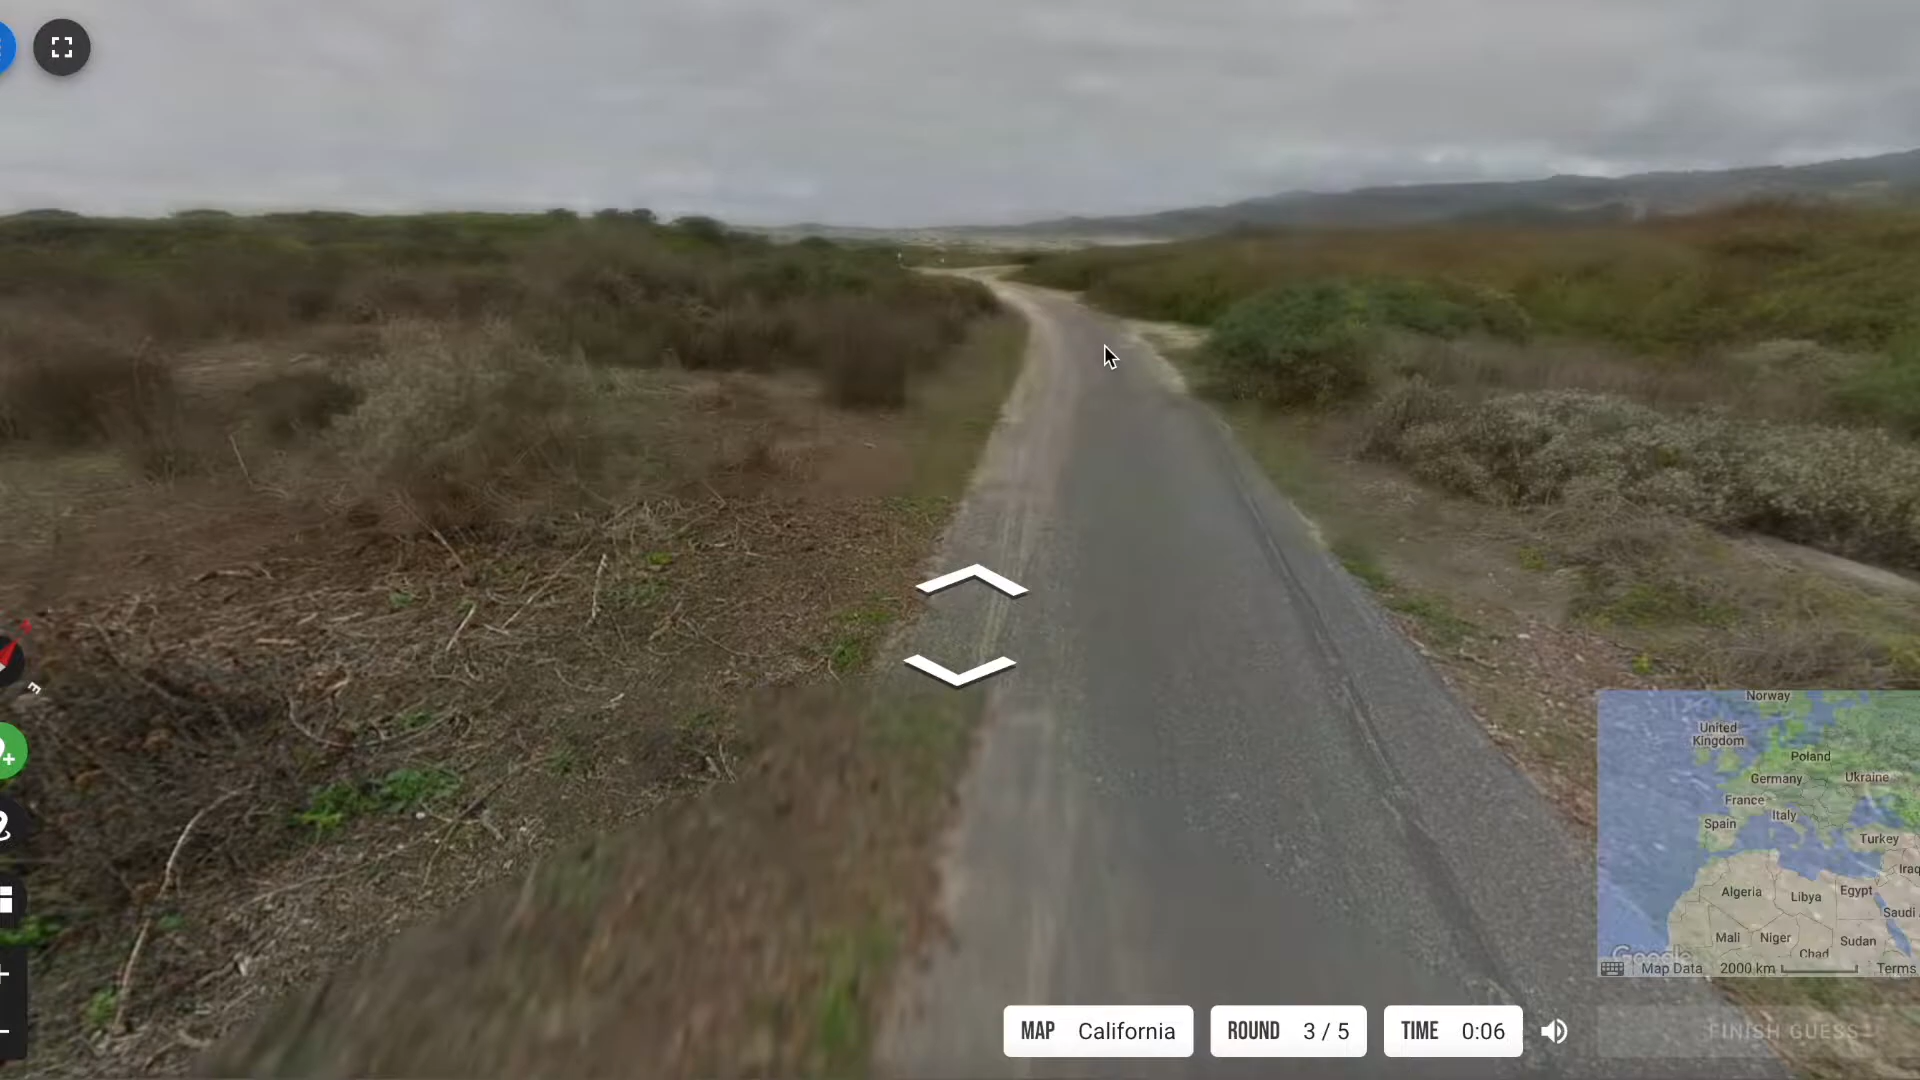 E
Norway
United
Kingdom
Poland
Germany
Ukraine
France
Italy
Spain
Turkey
Iraq
Algeria
Libya
Egypt
Saudi
Mali
Niger
Sudan
Chad
Google
Map Data
2000 km
Terms
MAP California
ROUND 3 / 5
TIME 0:06
FINISH GUESS